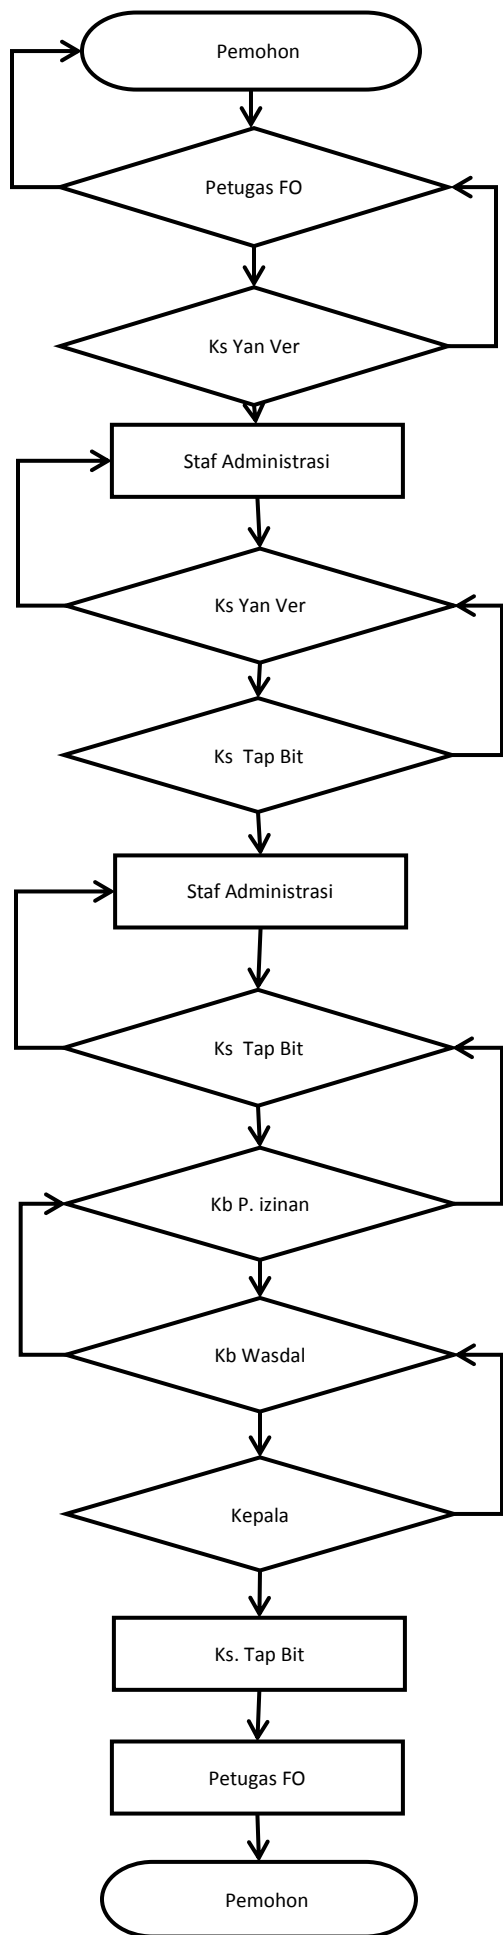 Pemohon
Petugas FO
Ks Yan Ver
Staf Administrasi
Ks Yan Ver
Ks  Tap Bit
Staf Administrasi
Ks  Tap Bit
Kb P. izinan
Kb Wasdal
Kepala
Ks. Tap Bit
Petugas FO
Pemohon